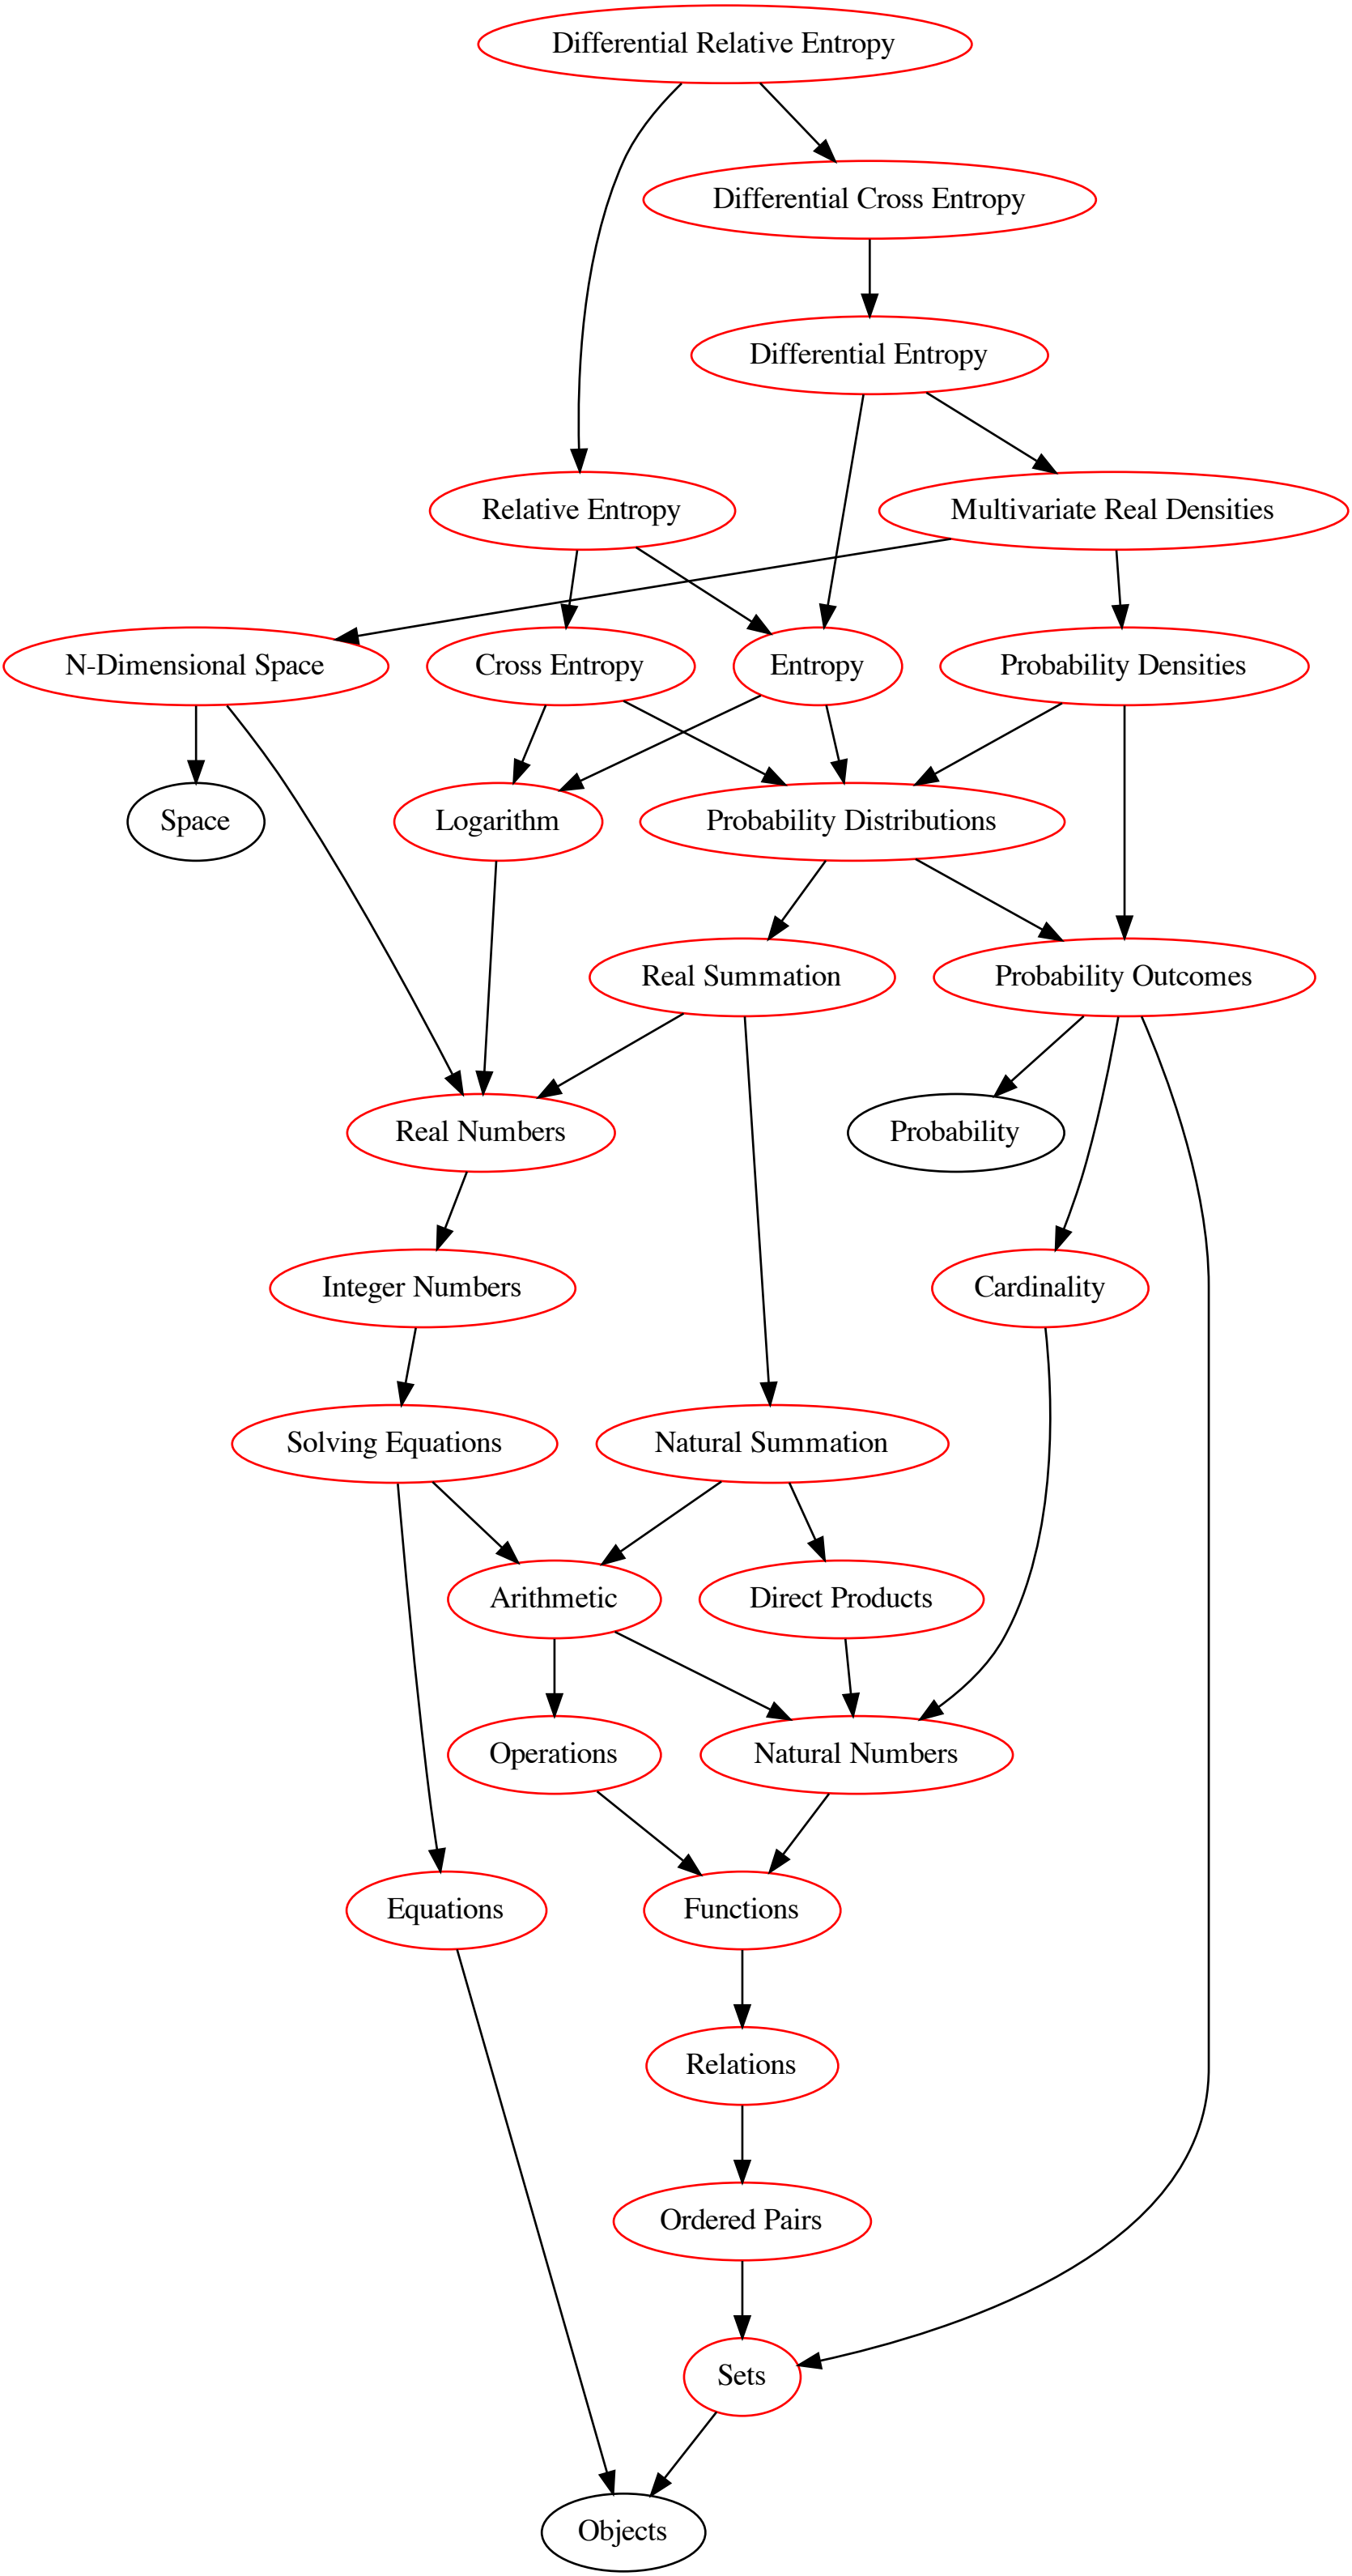 Differential Relative Entropy
Differential Cross Entropy
Differential Entropy
Relative Entropy
Multivariate Real Densities
N-Dimensional Space
Cross Entropy
Entropy
Probability Densities
Space
Logarithm
Probability Distributions
Real Summation
Probability Outcomes
Real Numbers
Probability
Integer Numbers
Cardinality
Solving Equations
Natural Summation
Arithmetic
Direct Products
Operations
Natural Numbers
Equations
Functions
Relations
Ordered Pairs
Sets
Objects